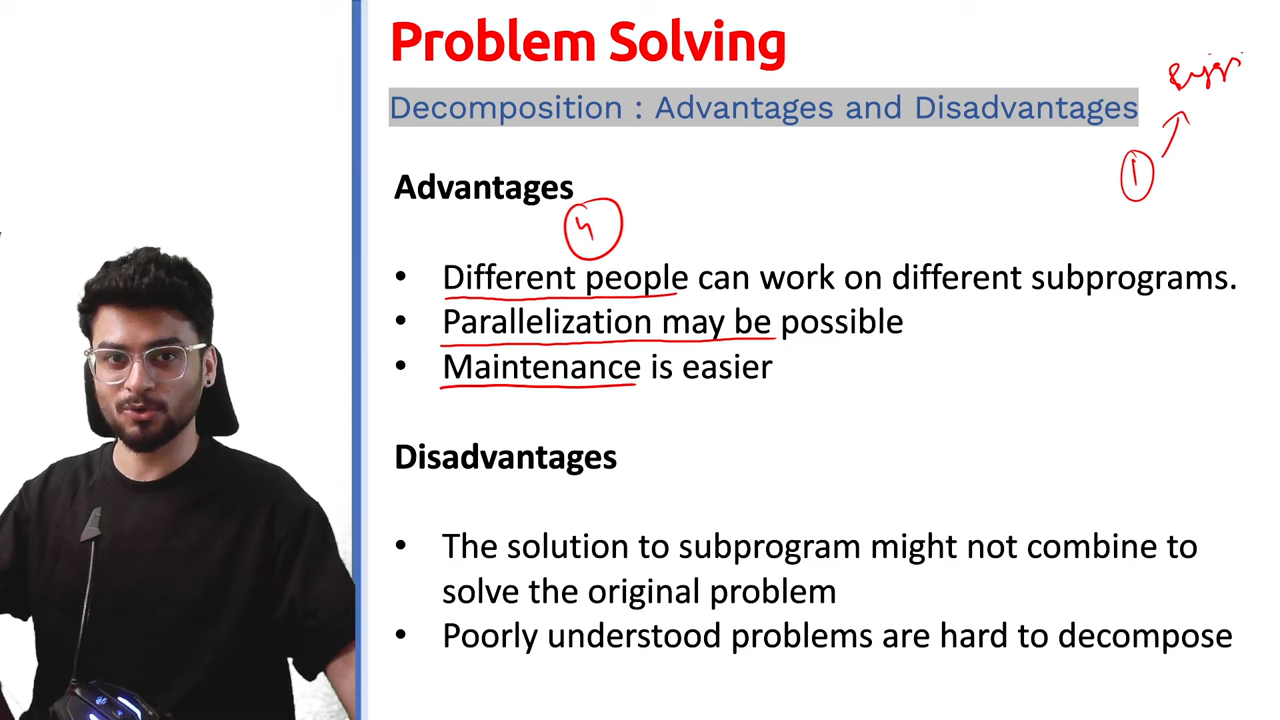 Problem Solving
Decomposition : Advantages and Disadvantages
1
Advantages
4
• Different people can work on different subprograms.
• Parallelization may be possible
• Maintenance is easier
Disadvantages
• The solution to subprogram might not combine to
solve the original problem
• Poorly understood problems are hard to decompose